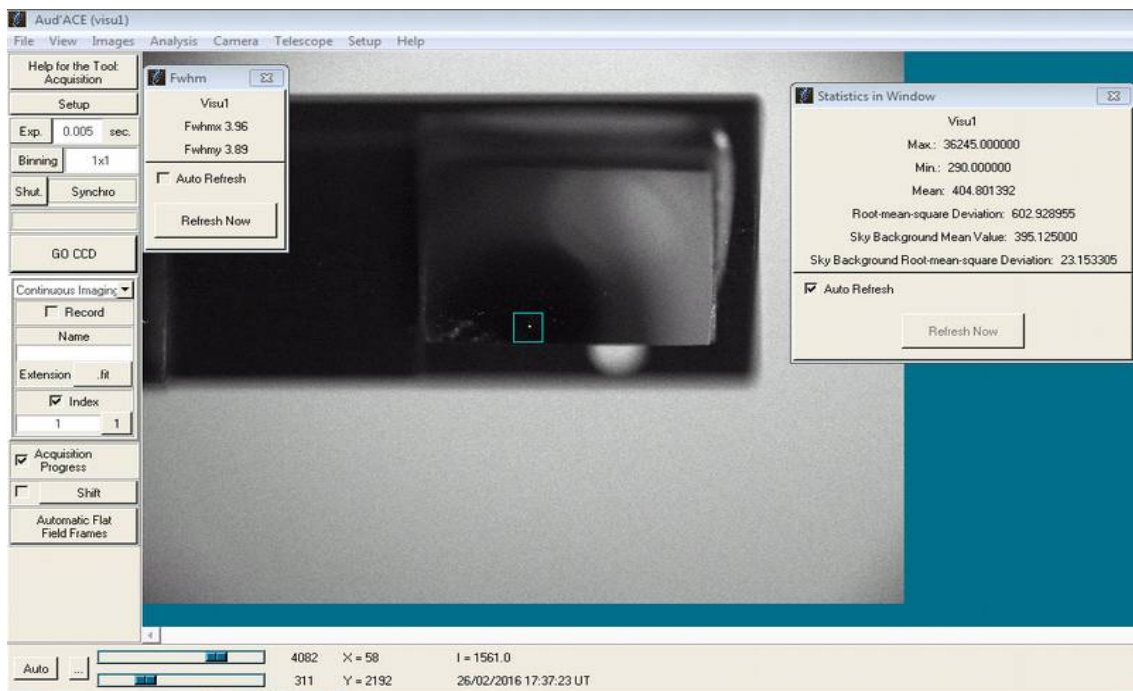 Aud'ACE (visu1)
File View Images Analysis Camera Telescope Setup Help
Help for the Tool:
Acquisition
Setup
Exp. 0.005 sec.
Binning 1x1
Shut. Synchro
GO CCD
Continuous Imaging
Record
Name
Extension .fit
Index
1 1
Acquisition
Progress
Shift
Automatic Flat
Field Frames
Fwhm
Visu1
Fwhmx 3.96
Fwhmy 3.89
Auto Refresh
Refresh Now
Statistics in Window
Visu1
Max.: 36245.000000
Min.: 290.000000
Mean: 404.801392
Root-mean-square Deviation: 602.928955
Sky Background Mean Value: 395.125000
Sky Background Root-mean-square Deviation: 23.153305
Auto Refresh
Refresh Now
Auto ... 4082 X = 58 I = 1561.0
311 Y = 2192 26/02/2016 17:37:23 UT